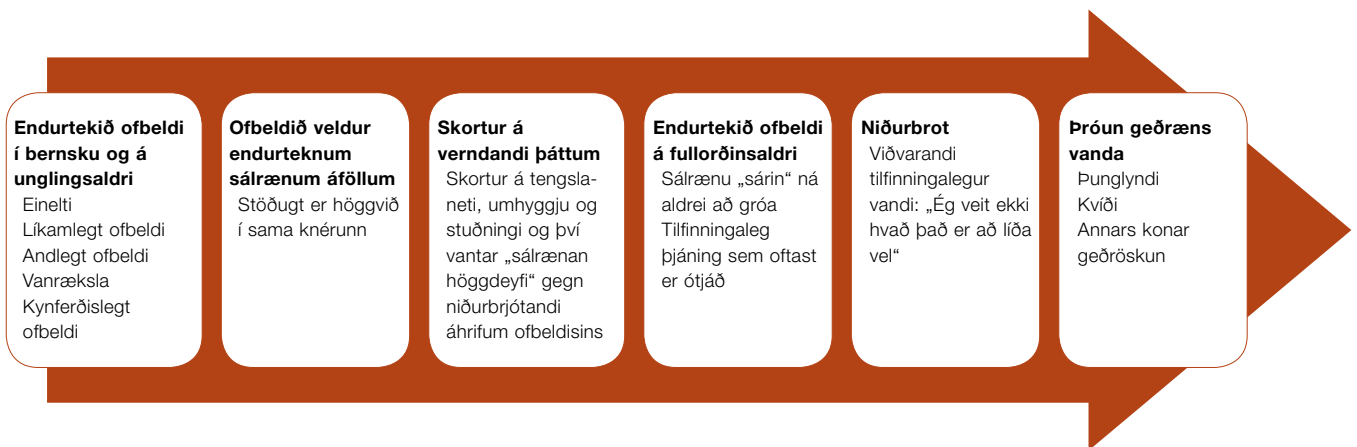 Endurtekið ofbeldi
í bernsku og á
unglingsaldri
Einelti
Líkamlegt ofbeldi
Andlegt ofbeldi
Vanræksla
Kynferðislegt
ofbeldi
Ofbeldið veldur
endurteknum
sálrænum áföllum
Stöðugt er höggvið
í sama knérunn
Skortur á
verndandi þáttum
Skortur á tengsla-
neti, umhyggju og
stuðningi og því
vantar „sálrænan
höggdeyfi“ gegn
niðurbrjótandi
áhrifum ofbeldisins
Endurtekið ofbeldi
á fullorðinsaldri
Sálrænu „sárin“ ná
aldrei að gróa
Tilfinningaleg
þjáning sem oftast
er ótjáð
Niðurbrot
Viðvarandi
tilfinningalegur
vandi: „Ég veit ekki
hvað það er að líða
vel“
Þróun geðræns
vanda
Þunglyndi
Kvíði
Annars konar
geðröskun